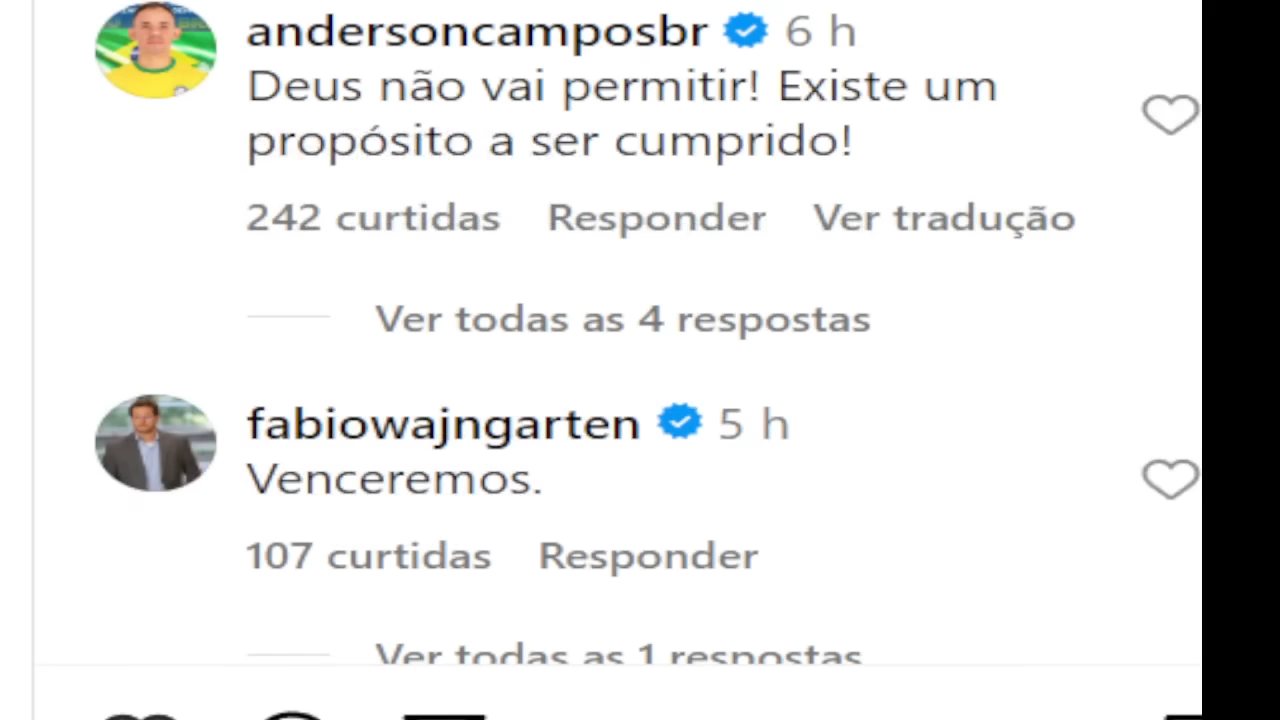 andersoncamposbr 6 h
Deus não vai permitir! Existe um
propósito a ser cumprido!
242 curtidas Responder Ver tradução
Ver todas as 4 respostas
fabiowajngarten 5 h
Venceremos.
107 curtidas Responder
Ver todas as 1 respostas